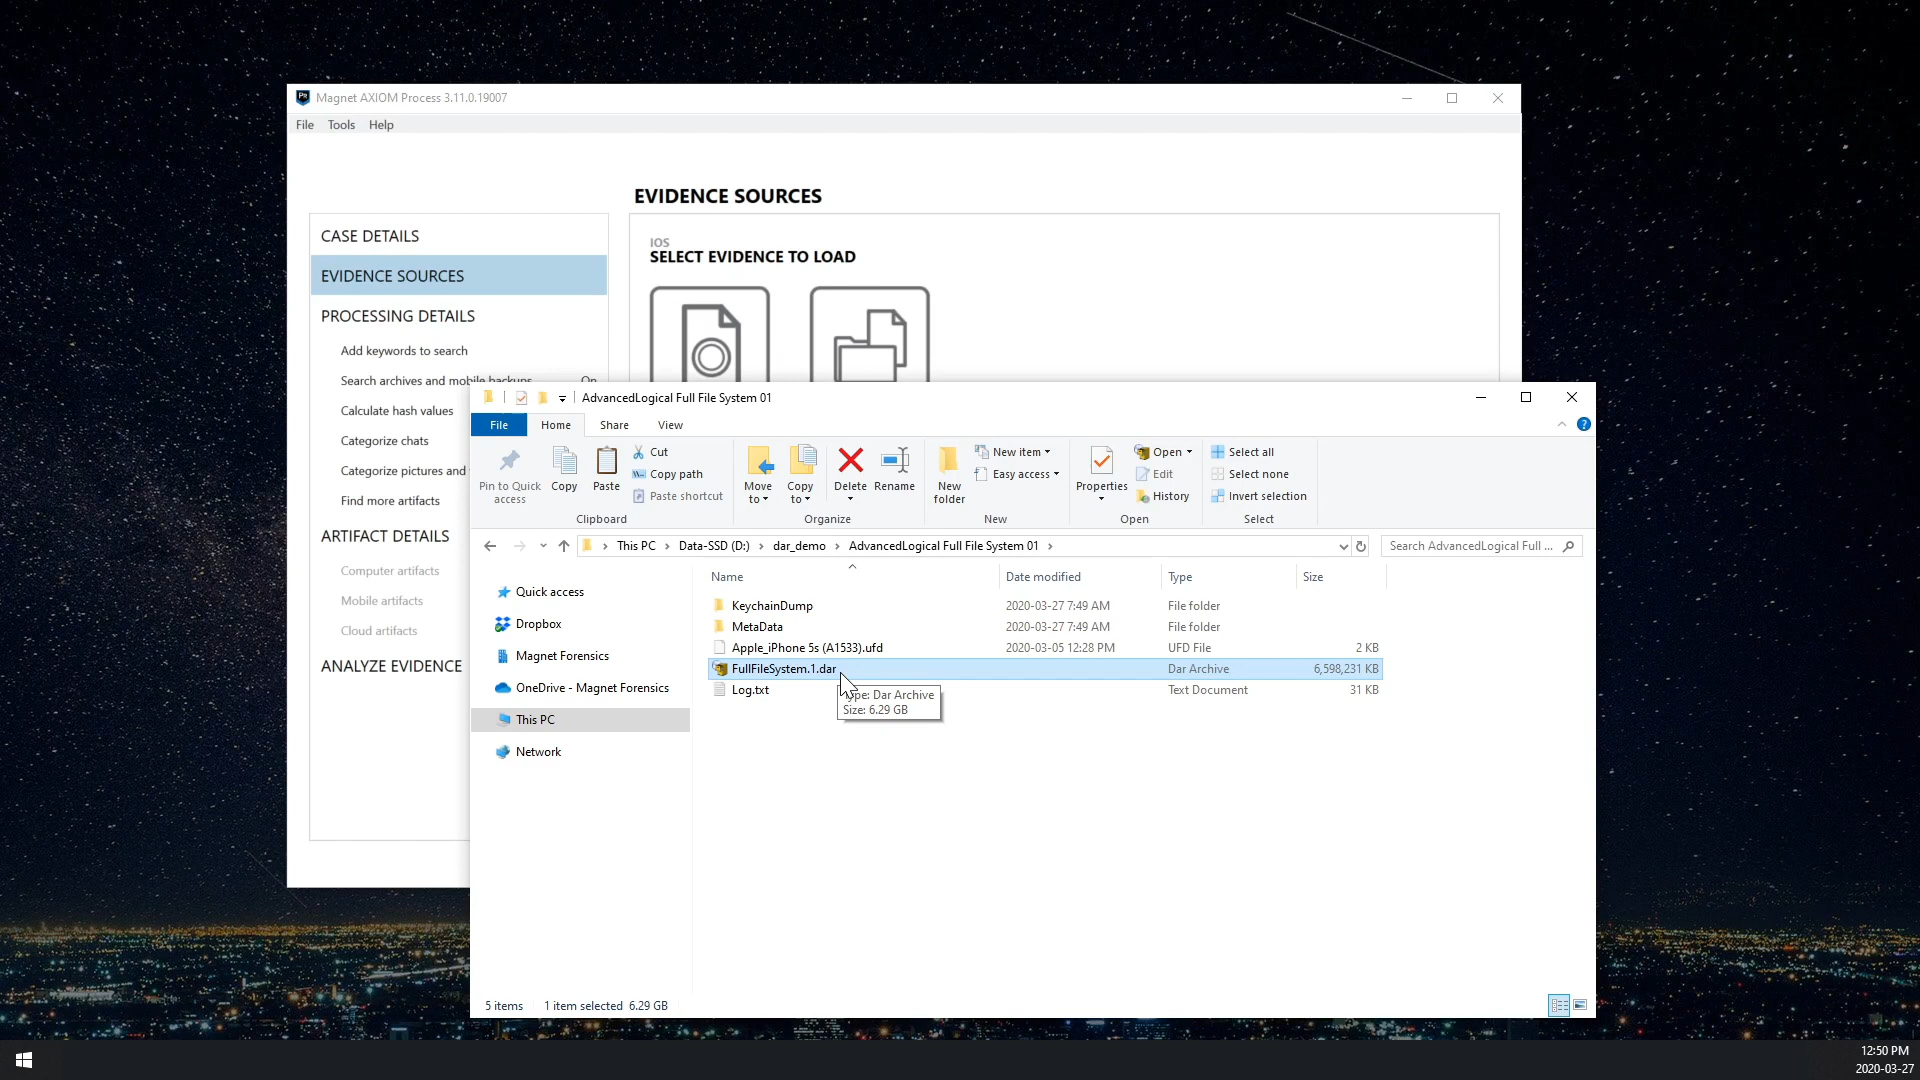 Magnet AXIOM Process 3.11.0.19007
File Tools Help
EVIDENCE SOURCES
CASE DETAILS
EVIDENCE SOURCES
PROCESSING DETAILS
Add keywords to search
Search archives and mobile backups On
Calculate hash values
Categorize chats
Categorize pictures and
Find more artifacts
ARTIFACT DETAILS
Computer artifacts
Mobile artifacts
Cloud artifacts
ANALYZE EVIDENCE
IOS
SELECT EVIDENCE TO LOAD
AdvancedLogical Full File System 01
File Home Share View
Pin to Quick access
Copy
Paste
Cut
Copy path
Paste shortcut
Clipboard
Move to
Copy to
Delete
Rename
Organize
New folder
New item
Easy access
New
Properties
Open
Edit
History
Open
Select all
Select none
Invert selection
Select
This PC > Data-SSD (D:) > dar_demo > AdvancedLogical Full File System 01 >
Search AdvancedLogical Full ...
Quick access
Dropbox
Magnet Forensics
OneDrive - Magnet Forensics
This PC
Network
Name Date modified Type Size
KeychainDump 2020-03-27 7:49 AM File folder
MetaData 2020-03-27 7:49 AM File folder
Apple_iPhone 5s (A1533).ufd 2020-03-05 12:28 PM UFD File 2 KB
FullFileSystem.1.dar Dar Archive 6,598,231 KB
Log.txt Text Document 31 KB
Type: Dar Archive
Size: 6.29 GB
5 items 1 item selected 6.29 GB
12:50 PM
2020-03-27